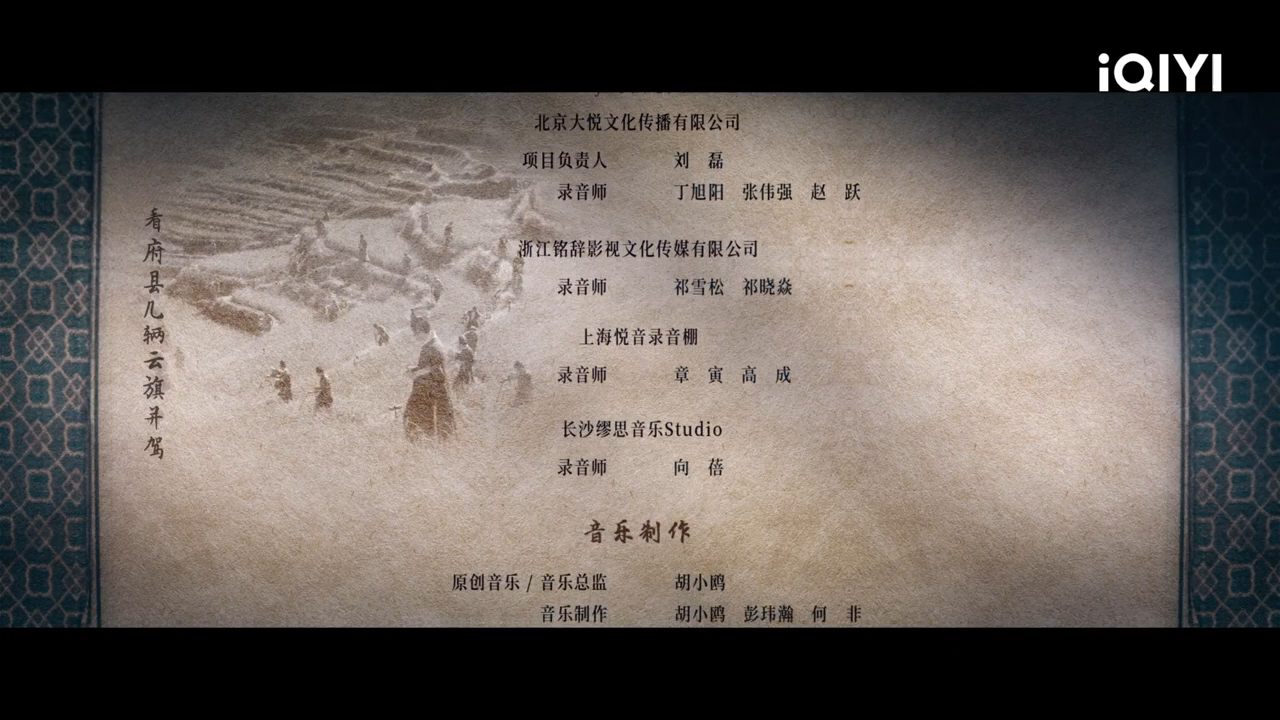 iQIYI
北京大悦文化传播有限公司
项目负责人 刘 磊
录音师 丁旭阳 张伟强 赵 跃
浙江铭辞影视文化传媒有限公司
录音师 祁雪松 祁晓焱
上海悦音录音棚
录音师 章 寅 高 成
长沙缪思音乐Studio
录音师 向 蓓
音乐制作
原创音乐 / 音乐总监 胡小鸥
音乐制作 胡小鸥 彭玮瀚 何 非
看府县几辆云旗并驾